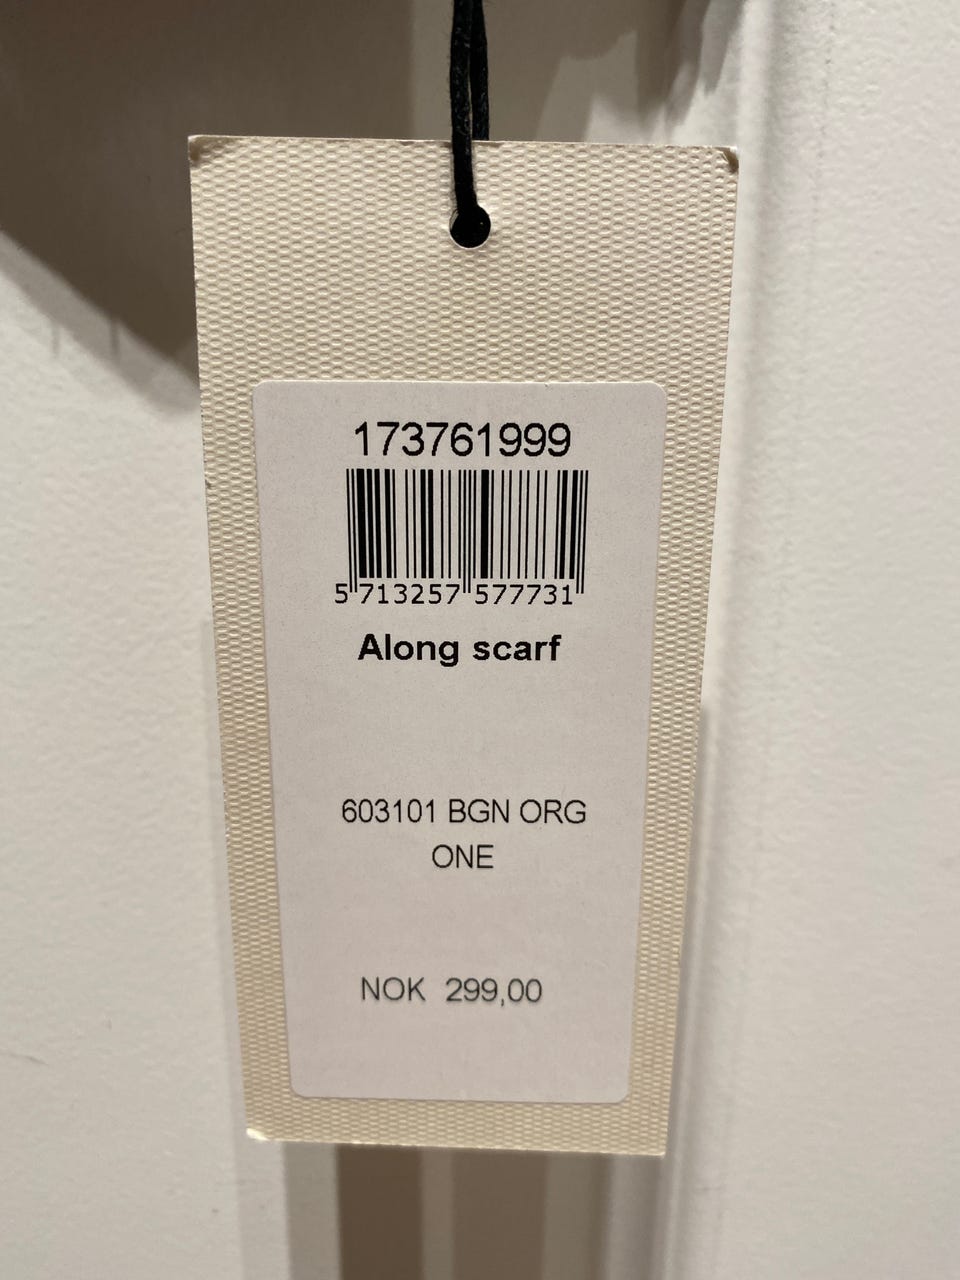 173761999
5 713257 577731
Along scarf
603101 BGN ORG
ONE
NOK 299,00